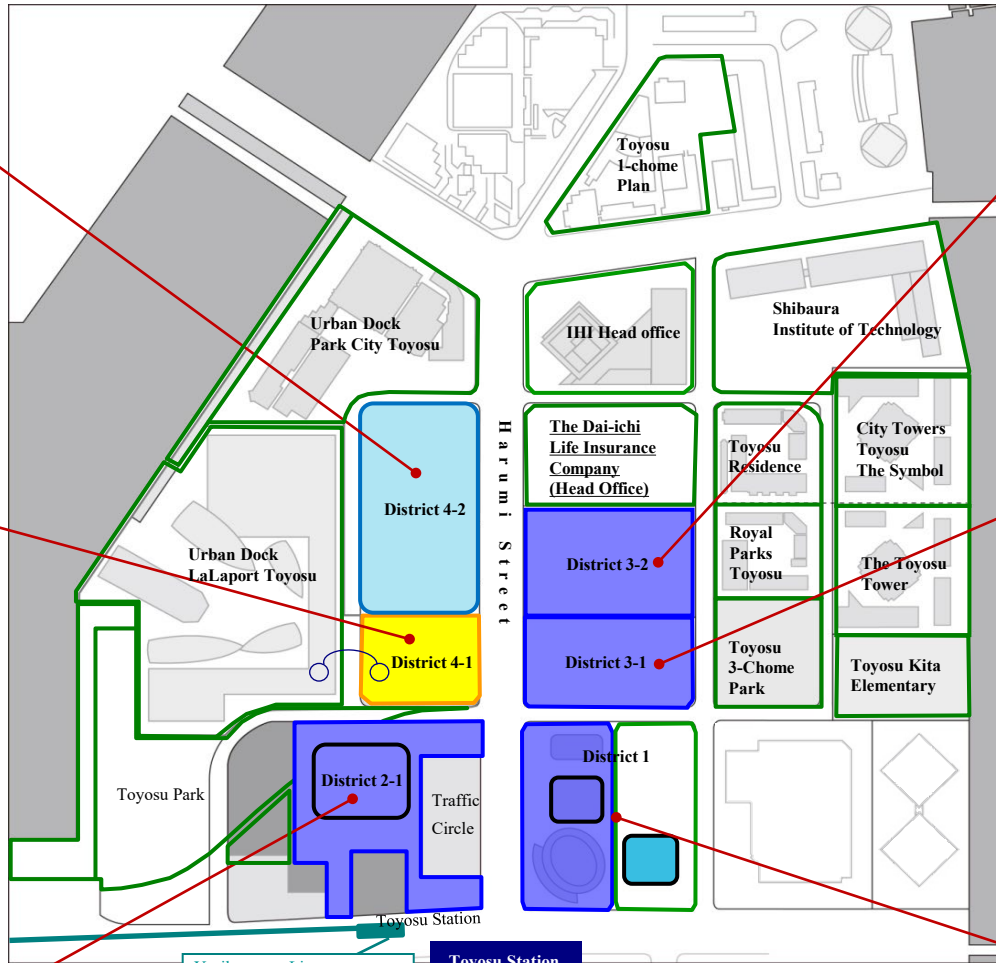 Toyosu
1-chome
Plan
Urban Dock
Park City Toyosu
IHI Head office
Shibaura
Institute of Technology
Harumi Street
The Dai-ichi
Life Insurance
Company
(Head Office)
Toyosu
Residence
City Towers
Toyosu
The Symbol
District 4-2
Urban Dock
LaLaport Toyosu
District 3-2
Royal
Parks
Toyosu
The Toyosu
Tower
District 4-1
District 3-1
Toyosu
3-Chome
Park
Toyosu Kita
Elementary
District 1
District 2-1
Toyosu Park
Traffic
Circle
Toyosu Station
Toyosu Station